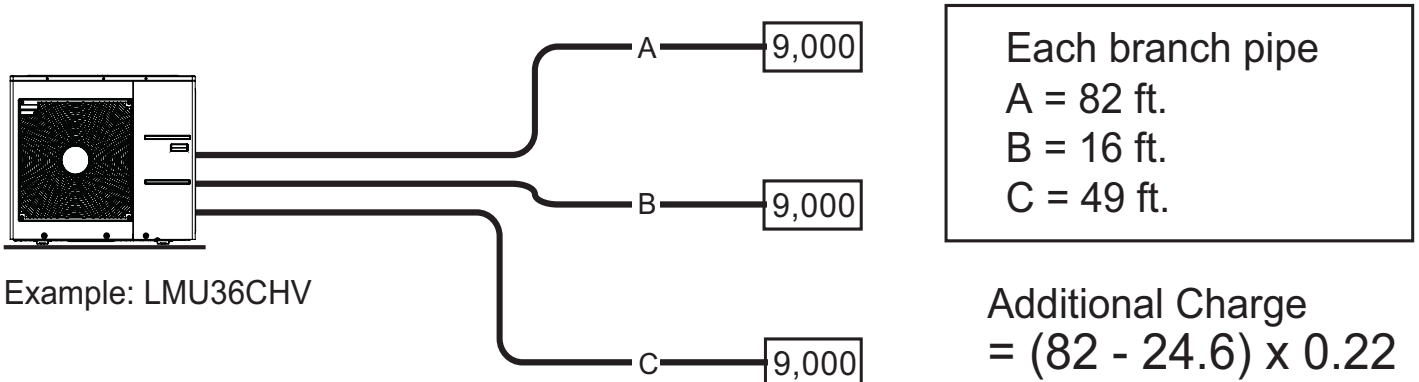 A
9,000
B
9,000
C
9,000
Example: LMU36CHV
Each branch pipe
A = 82 ft.
B = 16 ft.
C = 49 ft.
Additional Charge
= (82 - 24.6) x 0.22